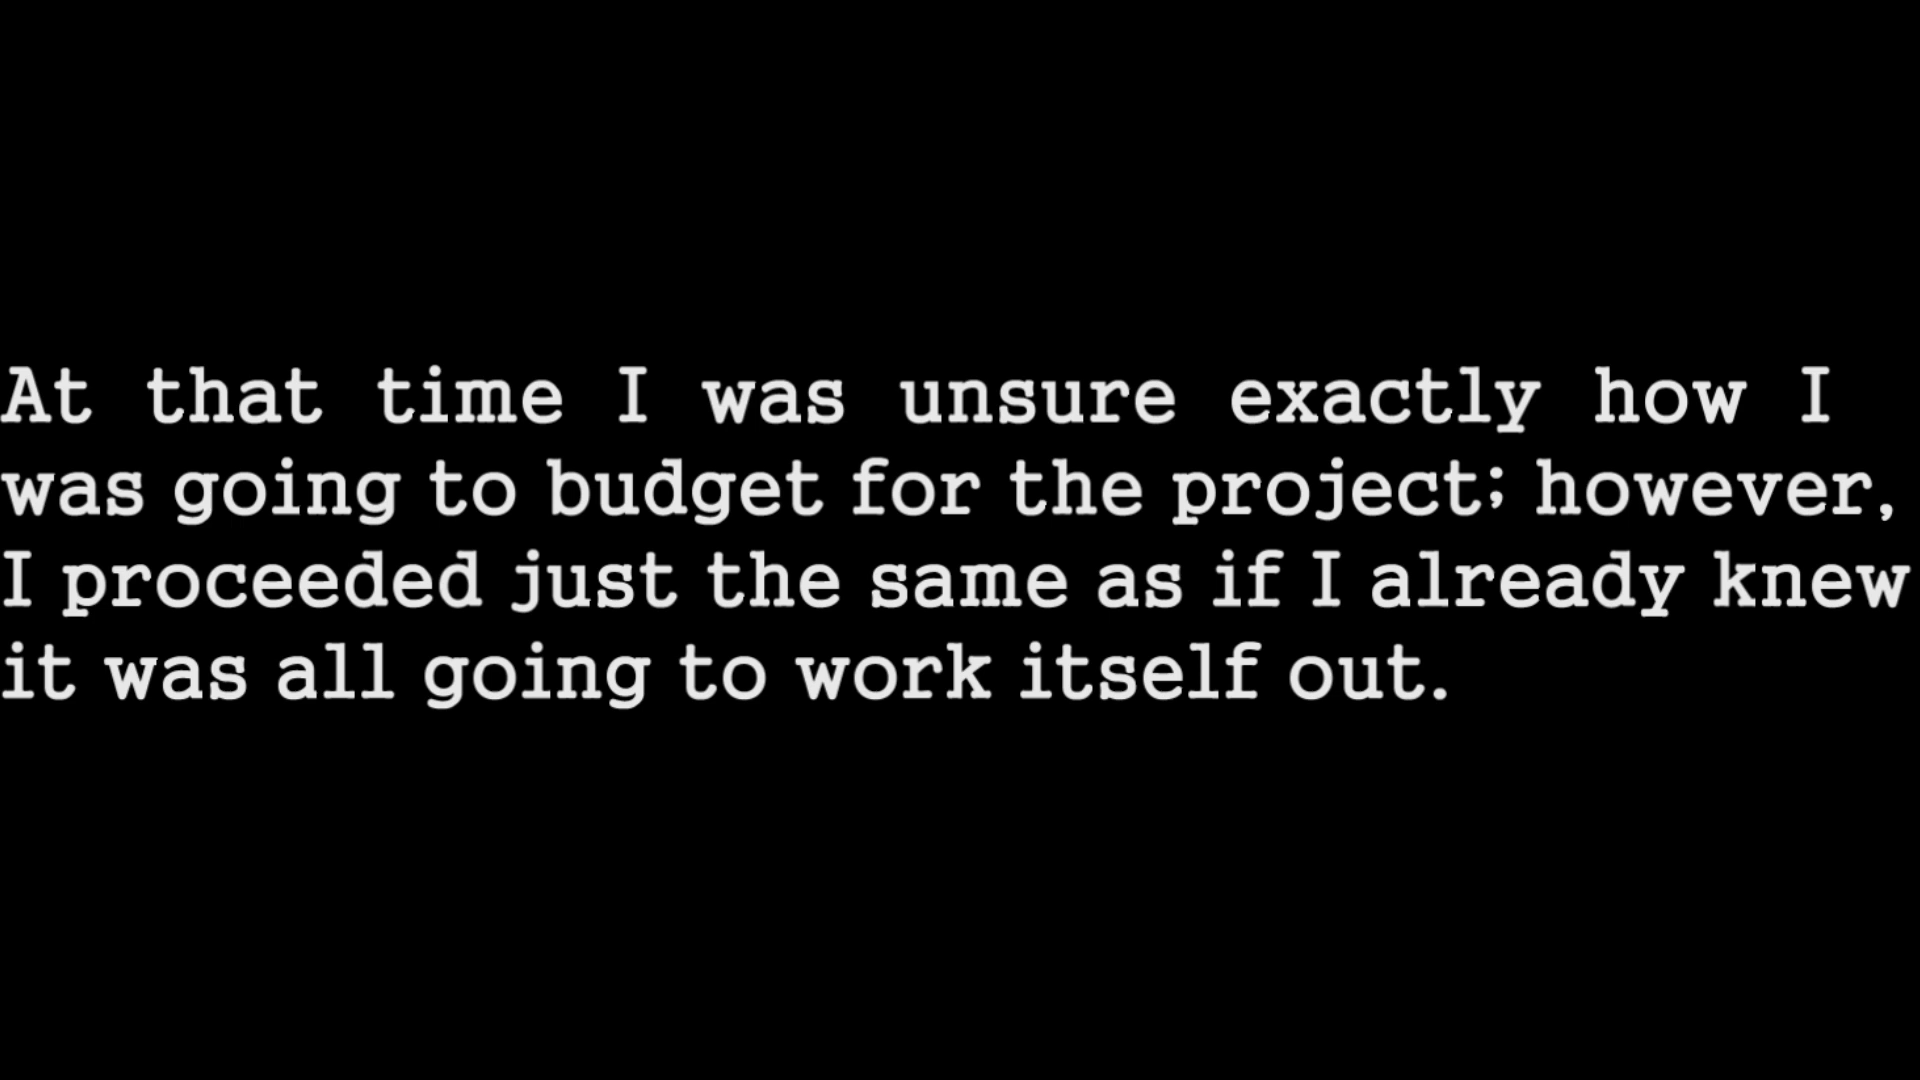 At that time I was unsure exactly how I
was going to budget for the project; however,
I proceeded just the same as if I already knew
it was all going to work itself out.